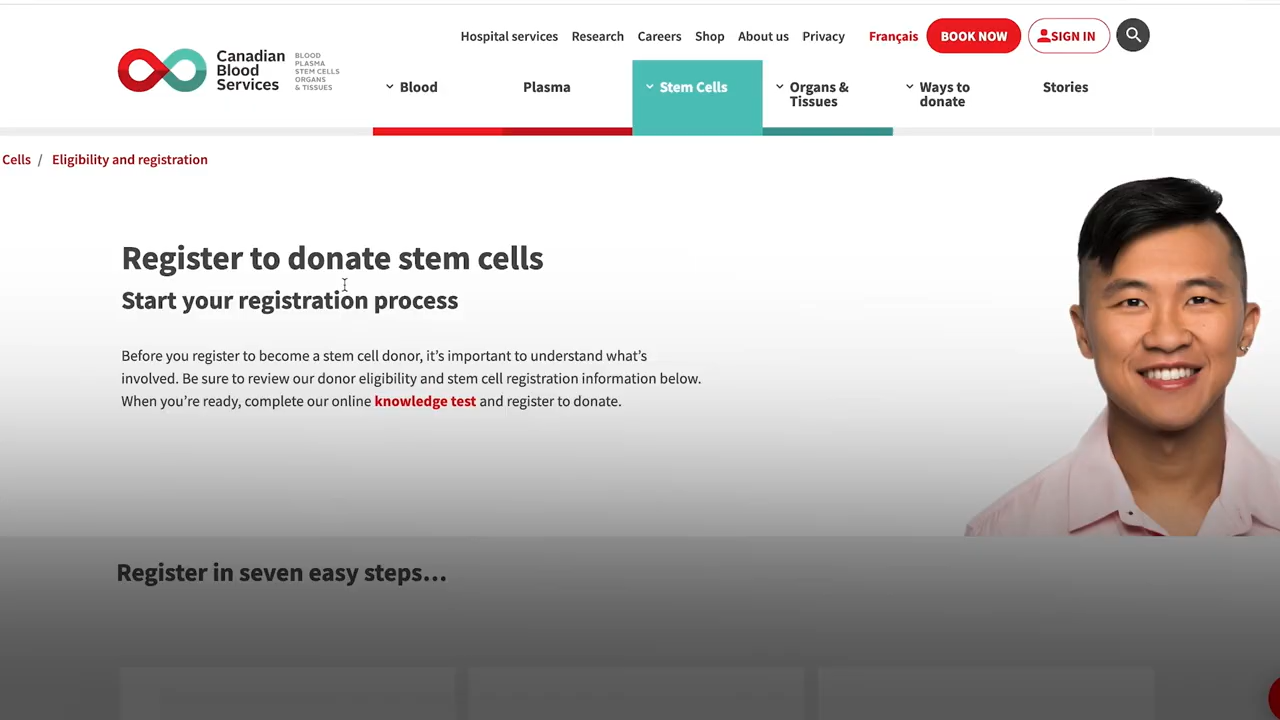 Hospital services Research Careers Shop About us Privacy Français BOOK NOW SIGN IN
Canadian
Blood
Services
BLOOD
PLASMA
STEM CELLS
ORGANS
& TISSUES
Blood Plasma Stem Cells Organs &
Tissues Ways to
donate Stories
Cells / Eligibility and registration
Register to donate stem cells
Start your registration process
Before you register to become a stem cell donor, it’s important to understand what’s
involved. Be sure to review our donor eligibility and stem cell registration information below.
When you’re ready, complete our online knowledge test and register to donate.
Register in seven easy steps…